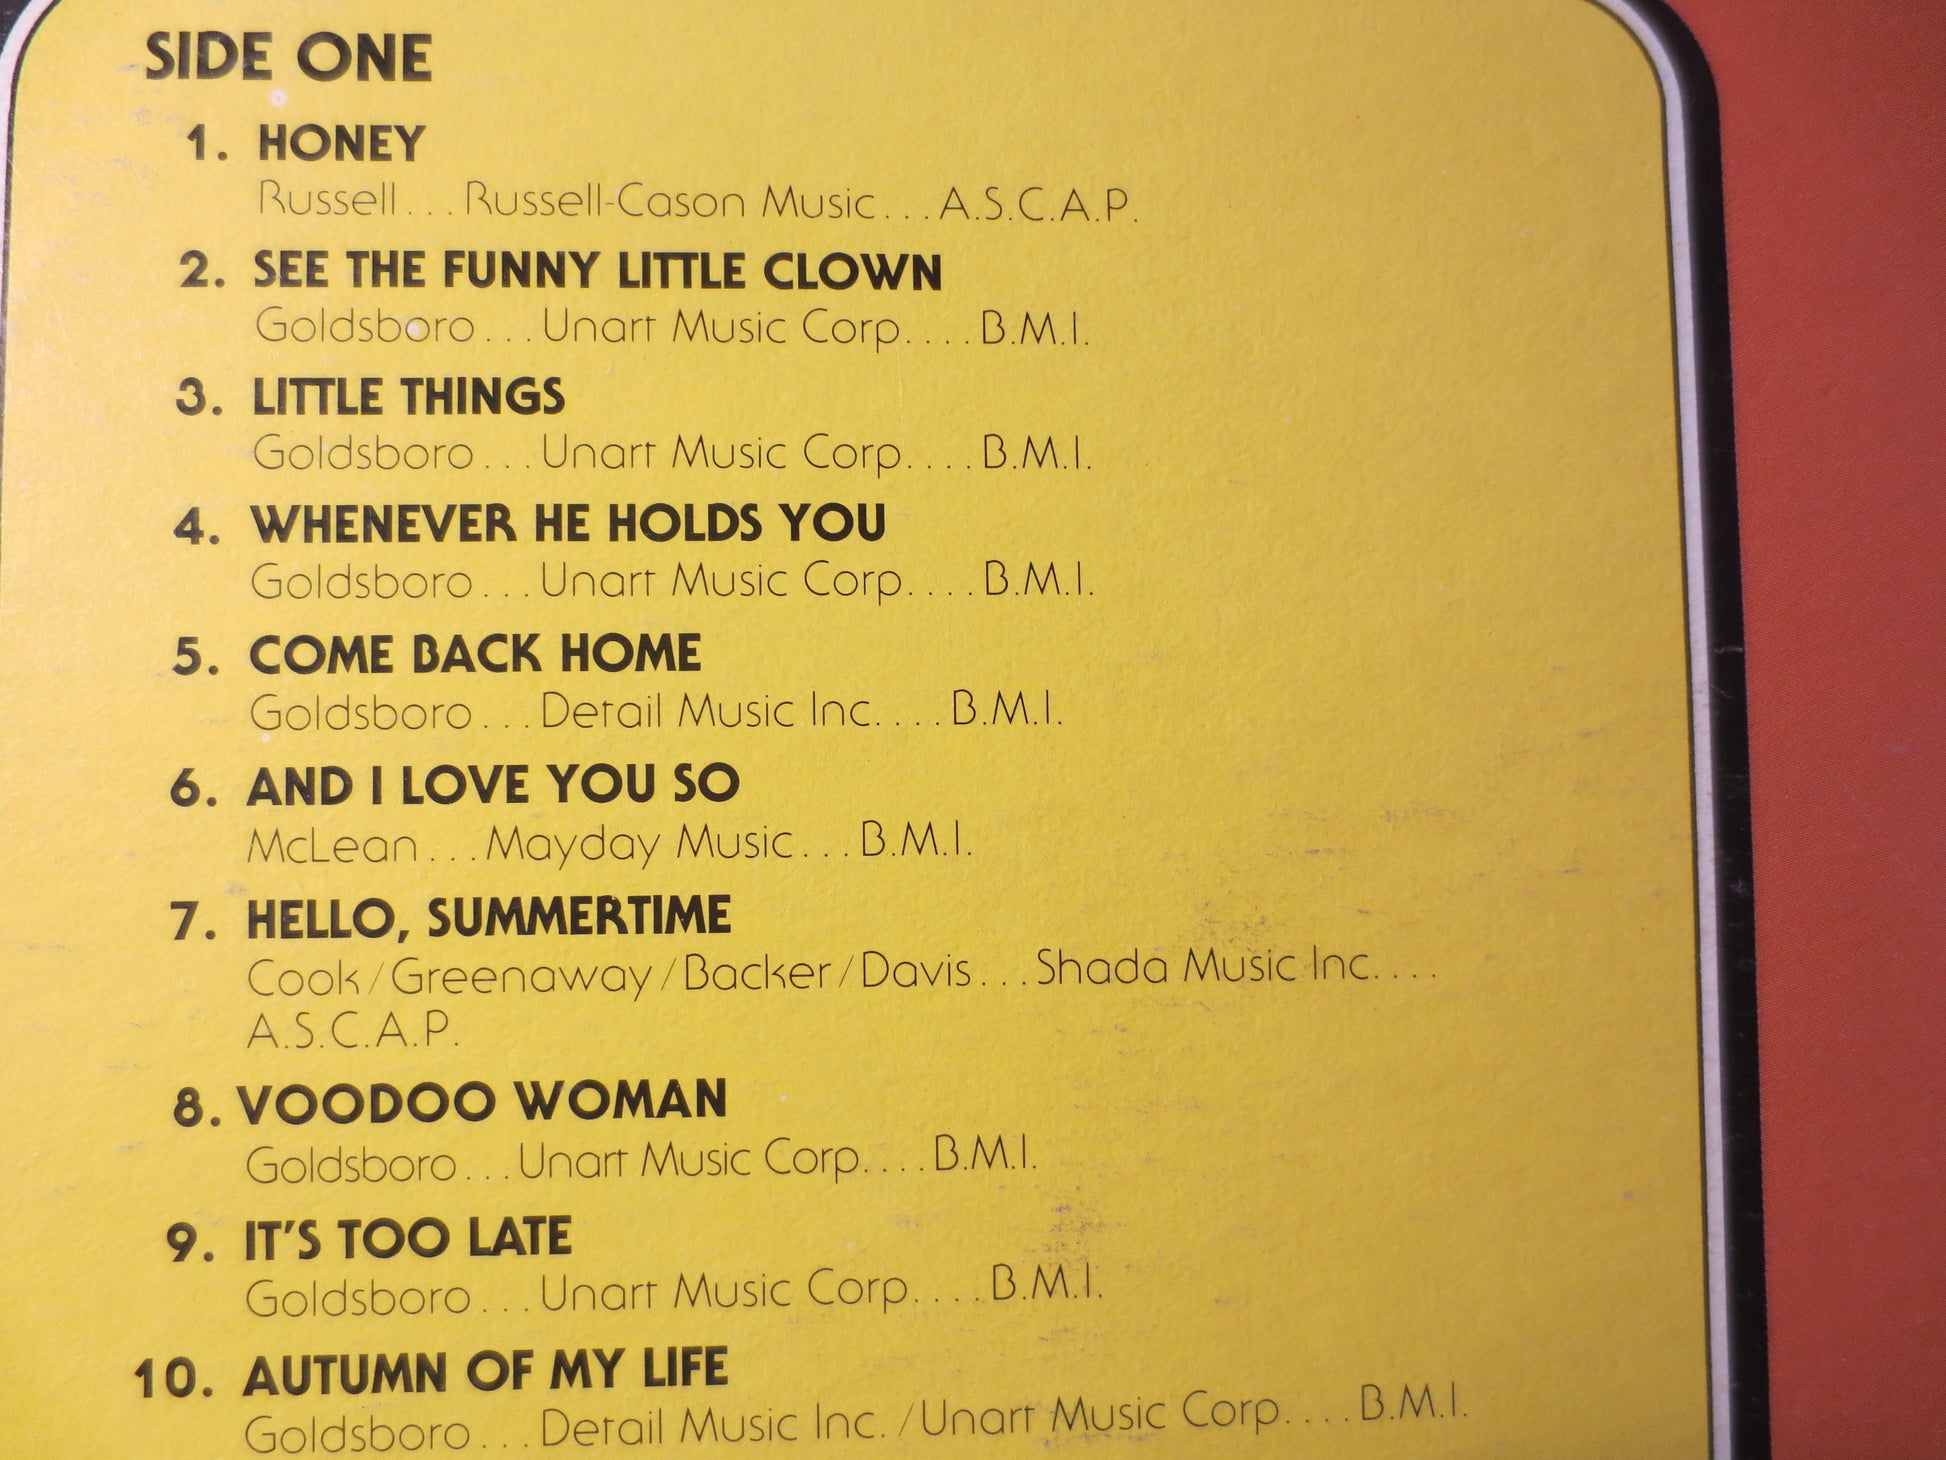 SIDE ONE
1. HONEY
Russell...Russell-Cason Music...A.S.C.A.P.
2. SEE THE FUNNY LITTLE CLOWN
Goldsboro...Unart Music Corp....B.M.I.
3. LITTLE THINGS
Goldsboro...Unart Music Corp....B.M.I.
4. WHENEVER HE HOLDS YOU
Goldsboro...Unart Music Corp....B.M.I.
5. COME BACK HOME
Goldsboro...Detail Music Inc....B.M.I.
6. AND I LOVE YOU SO
McLean...Mayday Music...B.M.I.
7. HELLO, SUMMERTIME
Cook/Greenaway/Backer/Davis...Shada Music Inc....
A.S.C.A.P.
8. VOODOO WOMAN
Goldsboro...Unart Music Corp....B.M.I.
9. IT'S TOO LATE
Goldsboro...Unart Music Corp....B.M.I.
10. AUTUMN OF MY LIFE
Goldsboro...Detail Music Inc./Unart Music Corp....B.M.I.